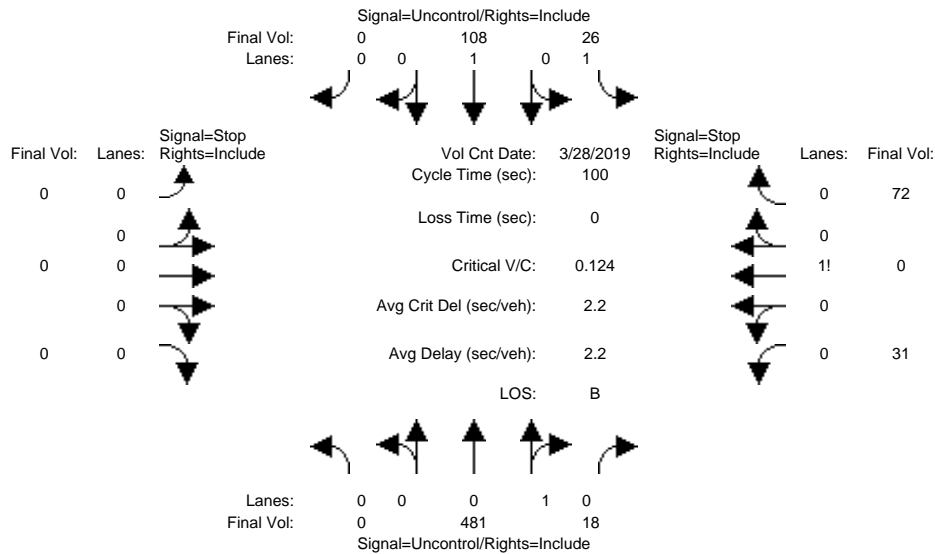 Signal=Uncontrol/Rights=Include
Final Vol: 0 108 26
Lanes: 0 0 1 0 1
Signal=Stop
Final Vol: Lanes: Rights=Include
Vol Cnt Date: 3/28/2019
Signal=Stop
Rights=Include Lanes: Final Vol:
Cycle Time (sec): 100
0 0
0 72
Loss Time (sec): 0
0
0
0 0
Critical V/C: 0.124
1! 0
0
Avg Crit Del (sec/veh): 2.2
0
0 0
Avg Delay (sec/veh): 2.2
0 31
LOS: B
Lanes: 0 0 0 1 0
Final Vol: 0 481 18
Signal=Uncontrol/Rights=Include